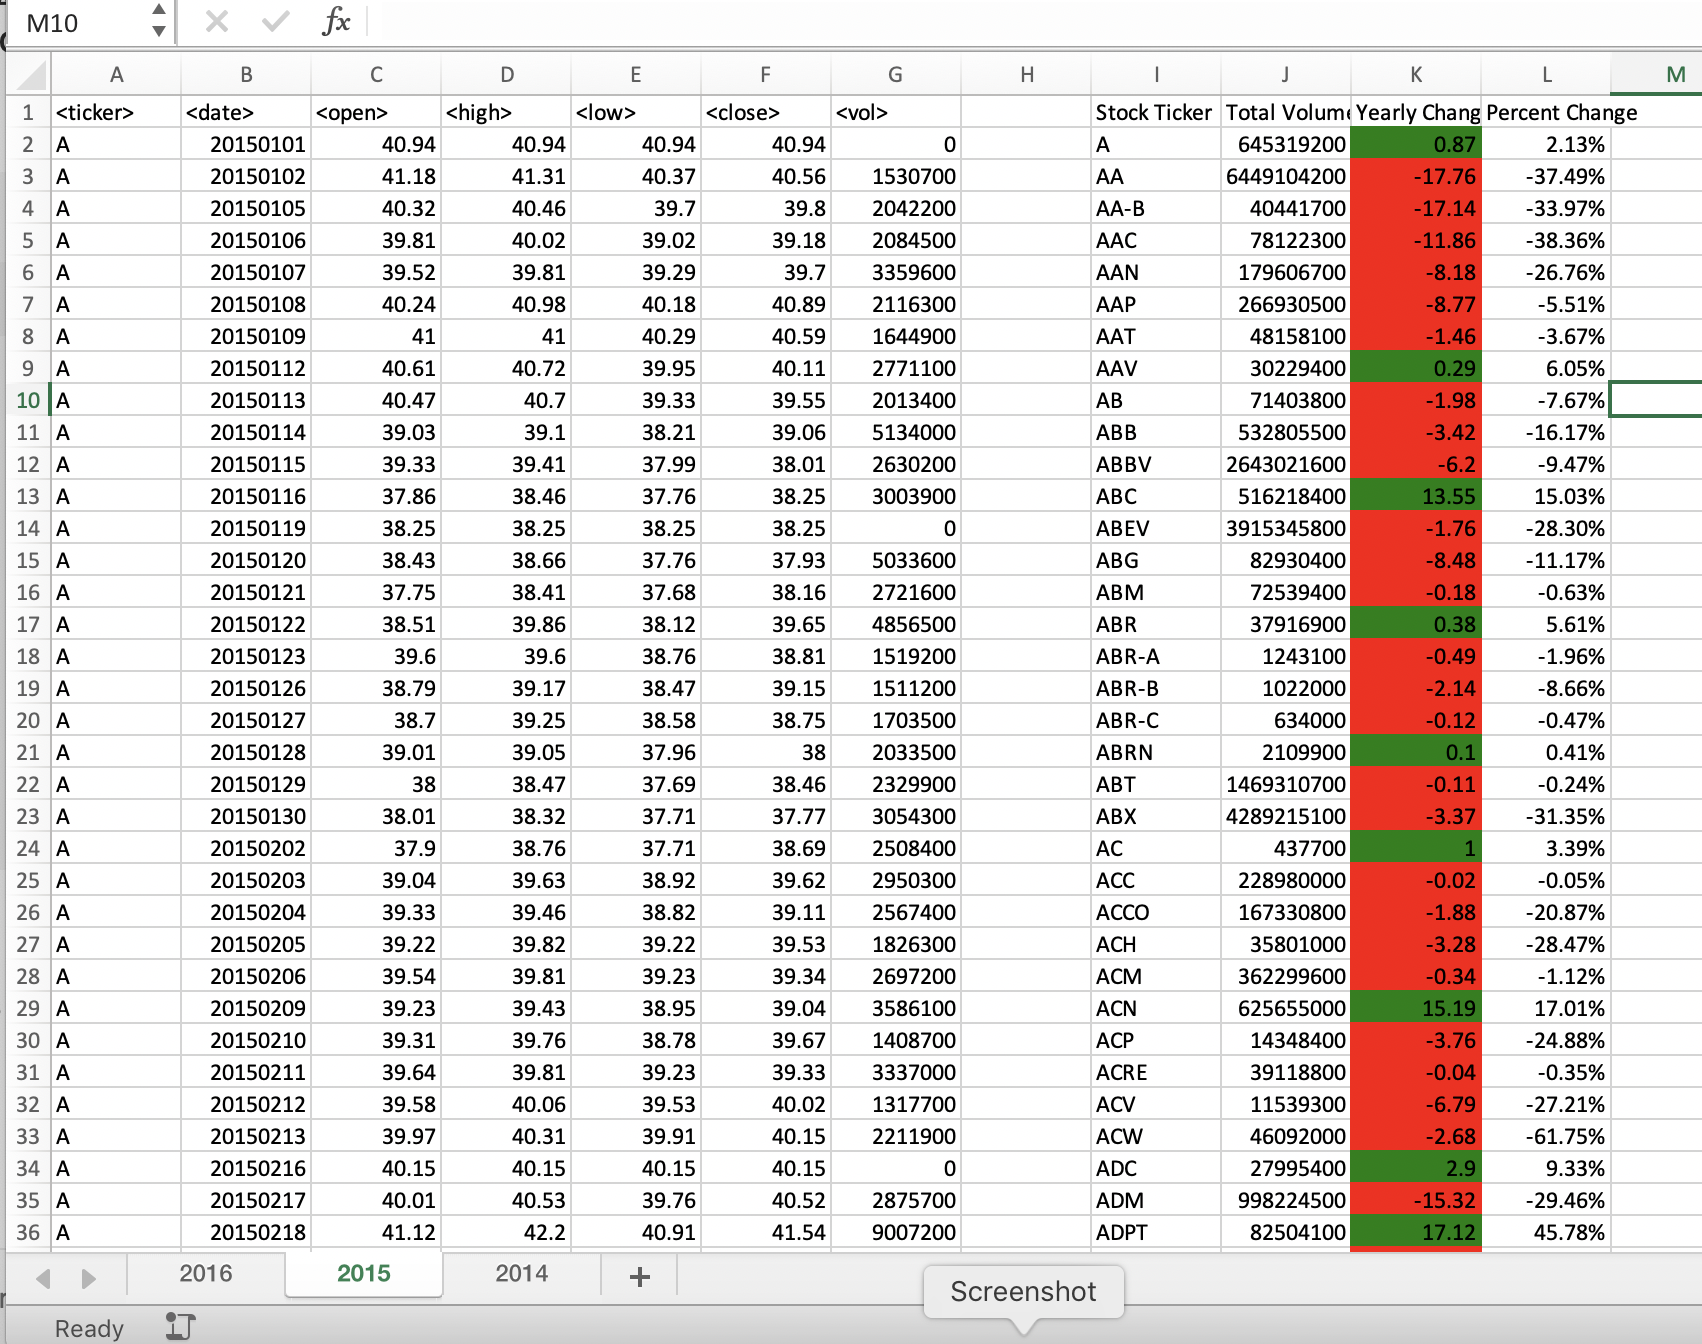 M10 fx
A B C D E F G H I J K L M
1 <ticker> <date> <open> <high> <low> <close> <vol> Stock Ticker Total Volum Yearly Chang Percent Change
2 A 20150101 40.94 40.94 40.94 40.94 0 A 645319200 0.87 2.13%
3 A 20150102 41.18 41.31 40.37 40.56 1530700 AA 6449104200 -17.76 -37.49%
4 A 20150105 40.32 40.46 39.7 39.8 2042200 AA-B 40441700 -17.14 -33.97%
5 A 20150106 39.81 40.02 39.02 39.18 2084500 AAC 78122300 -11.86 -38.36%
6 A 20150107 39.52 39.81 39.29 39.7 3359600 AAN 179606700 -8.18 -26.76%
7 A 20150108 40.24 40.98 40.18 40.89 2116300 AAP 266930500 -8.77 -5.51%
8 A 20150109 41 41 40.29 40.59 1644900 AAT 48158100 -1.46 -3.67%
9 A 20150112 40.61 40.72 39.95 40.11 2771100 AAV 30229400 0.29 6.05%
10 A 20150113 40.47 40.7 39.33 39.55 2013400 AB 71403800 -1.98 -7.67%
11 A 20150114 39.03 39.1 38.21 39.06 5134000 ABB 532805500 -3.42 -16.17%
12 A 20150115 39.33 39.41 37.99 38.01 2630200 ABBV 2643021600 -6.2 -9.47%
13 A 20150116 37.86 38.46 37.76 38.25 3003900 ABC 516218400 13.55 15.03%
14 A 20150119 38.25 38.25 38.25 38.25 0 ABEV 3915345800 -1.76 -28.30%
15 A 20150120 38.43 38.66 37.76 37.93 5033600 ABG 82930400 -8.48 -11.17%
16 A 20150121 37.75 38.41 37.68 38.16 2721600 ABM 72539400 -0.18 -0.63%
17 A 20150122 38.51 39.86 38.12 39.65 4856500 ABR 37916900 0.38 5.61%
18 A 20150123 39.6 39.6 38.76 38.81 1519200 ABR-A 1243100 -0.49 -1.96%
19 A 20150126 38.79 39.17 38.47 39.15 1511200 ABR-B 1022000 -2.14 -8.66%
20 A 20150127 38.7 39.25 38.58 38.75 1703500 ABR-C 634000 -0.12 -0.47%
21 A 20150128 39.01 39.05 37.96 38 2033500 ABRN 2109900 0.1 0.41%
22 A 20150129 38 38.47 37.69 38.46 2329900 ABT 1469310700 -0.11 -0.24%
23 A 20150130 38.01 38.32 37.71 37.77 3054300 ABX 4289215100 -3.37 -31.35%
24 A 20150202 37.9 38.76 37.71 38.69 2508400 AC 437700 1 3.39%
25 A 20150203 39.04 39.63 38.92 39.62 2950300 ACC 228980000 -0.02 -0.05%
26 A 20150204 39.33 39.46 38.82 39.11 2567400 ACCO 167330800 -1.88 -20.87%
27 A 20150205 39.22 39.82 39.22 39.53 1826300 ACH 35801000 -3.28 -28.47%
28 A 20150206 39.54 39.81 39.23 39.34 2697200 ACM 362299600 -0.34 -1.12%
29 A 20150209 39.23 39.43 38.95 39.04 3586100 ACN 625655000 15.19 17.01%
30 A 20150210 39.31 39.76 38.78 39.67 1408700 ACP 14348400 -3.76 -24.88%
31 A 20150211 39.64 39.81 39.23 39.33 3337000 ACRE 39118800 -0.04 -0.35%
32 A 20150212 39.58 40.06 39.53 40.02 1317700 ACV 11539300 -6.79 -27.21%
33 A 20150213 39.97 40.31 39.91 40.15 2211900 ACW 46092000 -2.68 -61.75%
34 A 20150216 40.15 40.15 40.15 40.15 0 ADC 27995400 2.9 9.33%
35 A 20150217 40.01 40.53 39.76 40.52 2875700 ADM 998224500 -15.32 -29.46%
36 A 20150218 41.12 42.2 40.91 41.54 9007200 ADPT 82504100 17.12 45.78%
2016 2015 2014 +
Screenshot
Ready